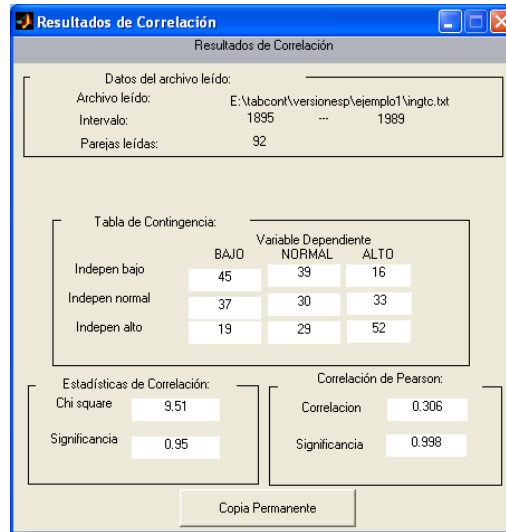 Resultados de Correlación
Resultados de Correlación
Datos del archivo leído:
Archivo leído: E:\tabcont\versionesp\ejemplo1\ingtc.txt
Intervalo: 1895 --- 1989
Parejas leídas: 92
Tabla de Contingencia:
Variable Dependiente
BAJO NORMAL ALTO
Indepen bajo 45 39 16
Indepen normal 37 30 33
Indepen alto 19 29 52
Estadísticas de Correlación:
Chi square 9.51
Significancia 0.95
Correlación de Pearson:
Correlacion 0.306
Significancia 0.998
Copia Permanente